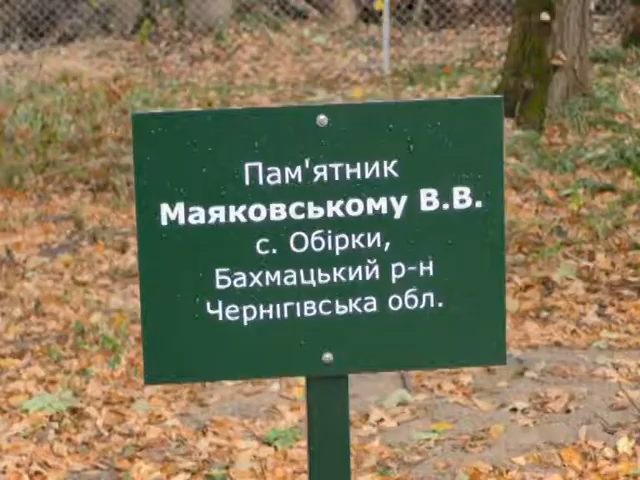 Пам'ятник
Маяковському В.В.
с. Обірки,
Бахмацький р-н
Чернігівська обл.